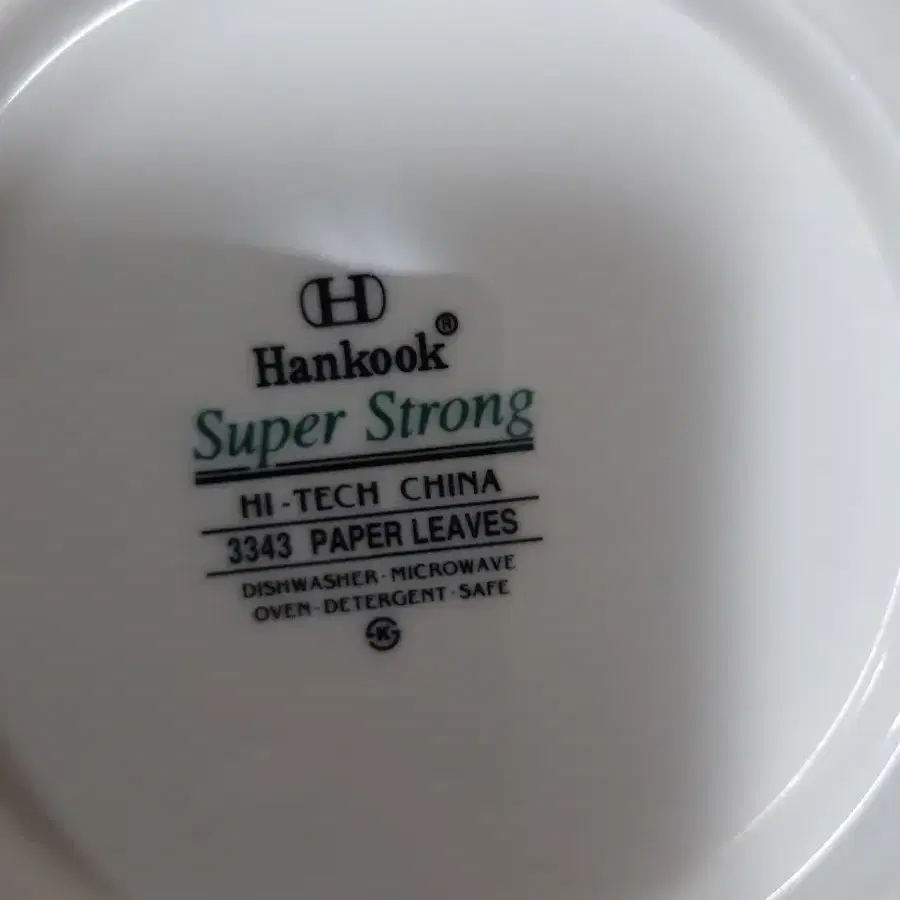 H
Hankook®
Super Strong
HI-TECH CHINA
3343 PAPER LEAVES
DISHWASHER·MICROWAVE
OVEN·DETERGENT·SAFE
K